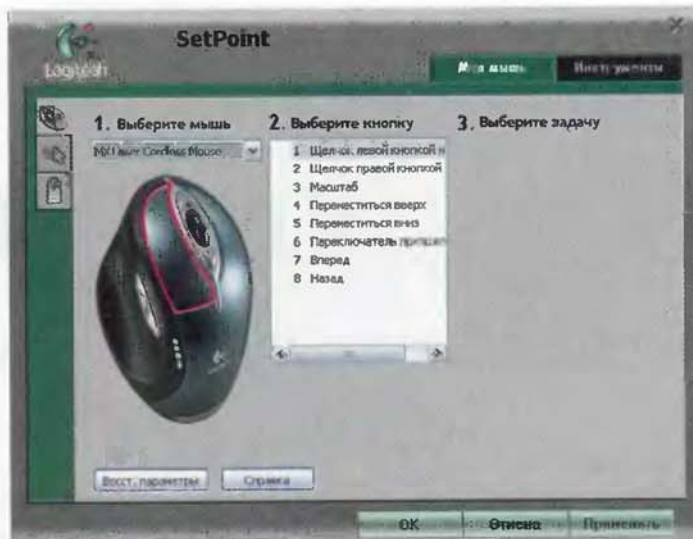 SetPoint
Logitech
Моя мышь
Инструменты
1. Выберите мышь
2. Выберите кнопку
3. Выберите задачу
MX Laser Cordless Mouse
1 Щелчок левой кнопкой
2 Щелчок правой кнопкой
3 Масштаб
4 Переместиться вверх
5 Переместиться вниз
6 Переключатель
7 Вперед
8 Назад
Восст. параметры
Справка
OK
Отмена
Применить